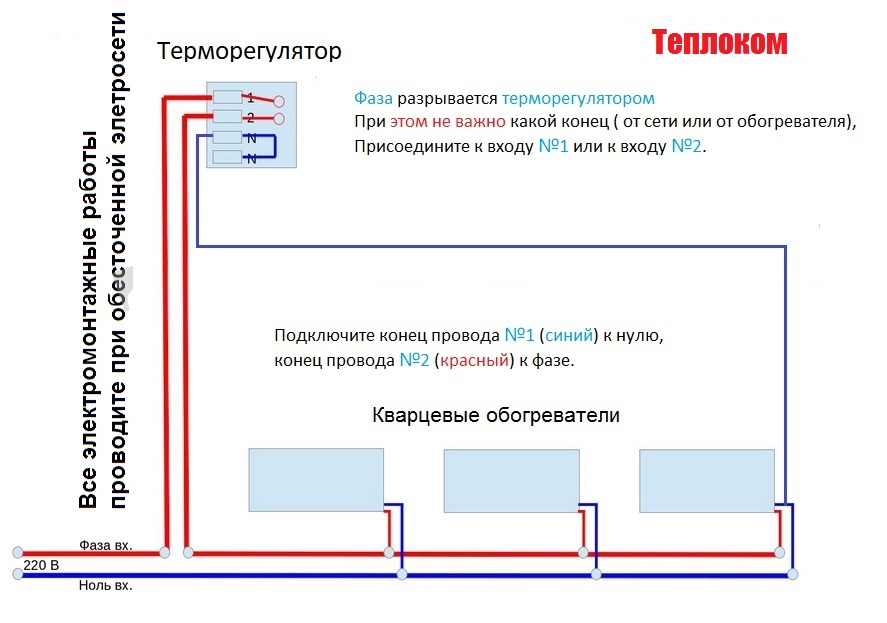 Теплоком
Терморегулятор
1
2
N
N
Фаза разрывается терморегулятором
При этом не важно какой конец ( от сети или от обогревателя),
Присоедините к входу №1 или к входу №2.
Все электромонтажные работы
проводите при обесточенной элетросети
Подключите конец провода №1 (синий) к нулю,
конец провода №2 (красный) к фазе.
Кварцевые обогреватели
Фаза вх.
220 В
Ноль вх.